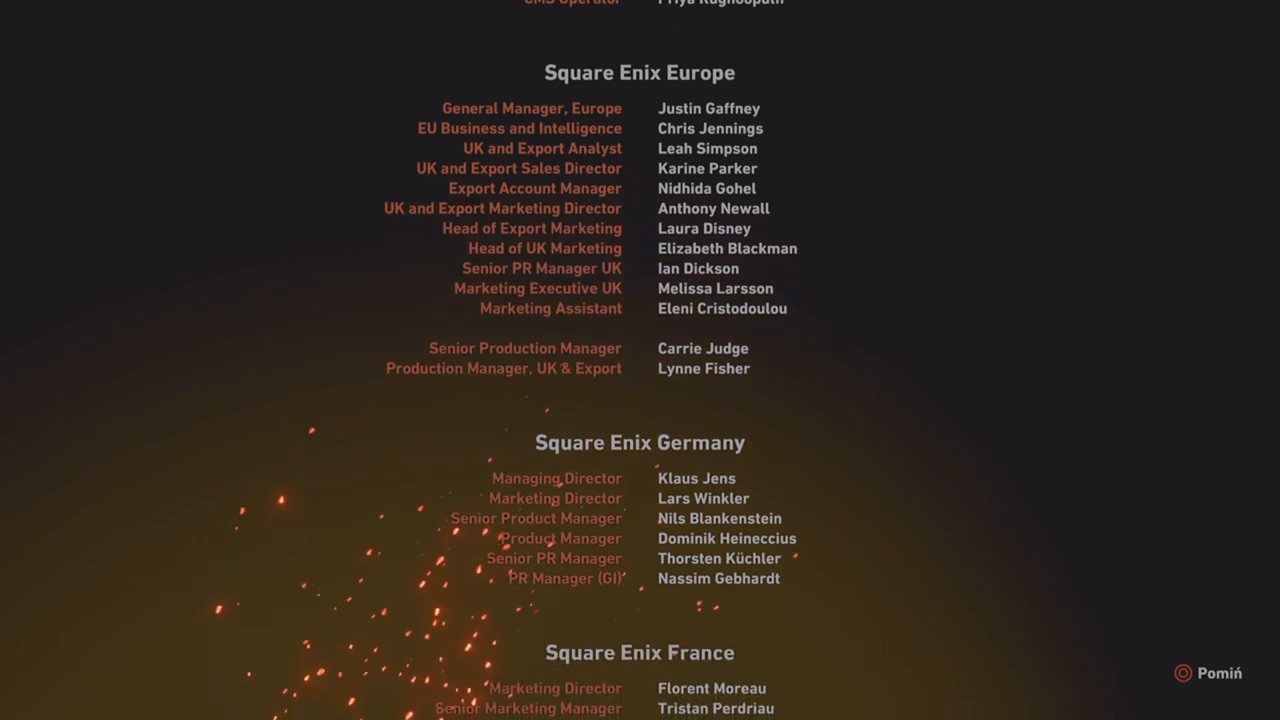 CMS Operator Priya Rughooputh
Square Enix Europe
General Manager, Europe Justin Gaffney
EU Business and Intelligence Chris Jennings
UK and Export Analyst Leah Simpson
UK and Export Sales Director Karine Parker
Export Account Manager Nidhida Gohel
UK and Export Marketing Director Anthony Newall
Head of Export Marketing Laura Disney
Head of UK Marketing Elizabeth Blackman
Senior PR Manager UK Ian Dickson
Marketing Executive UK Melissa Larsson
Marketing Assistant Eleni Cristodoulou
Senior Production Manager Carrie Judge
Production Manager, UK & Export Lynne Fisher
Square Enix Germany
Managing Director Klaus Jens
Marketing Director Lars Winkler
Senior Product Manager Nils Blankenstein
Product Manager Dominik Heineccius
Senior PR Manager Thorsten Küchler
PR Manager (GI) Nassim Gebhardt
Square Enix France
Pomiń
Marketing Director Florent Moreau
Senior Marketing Manager Tristan Perdriau